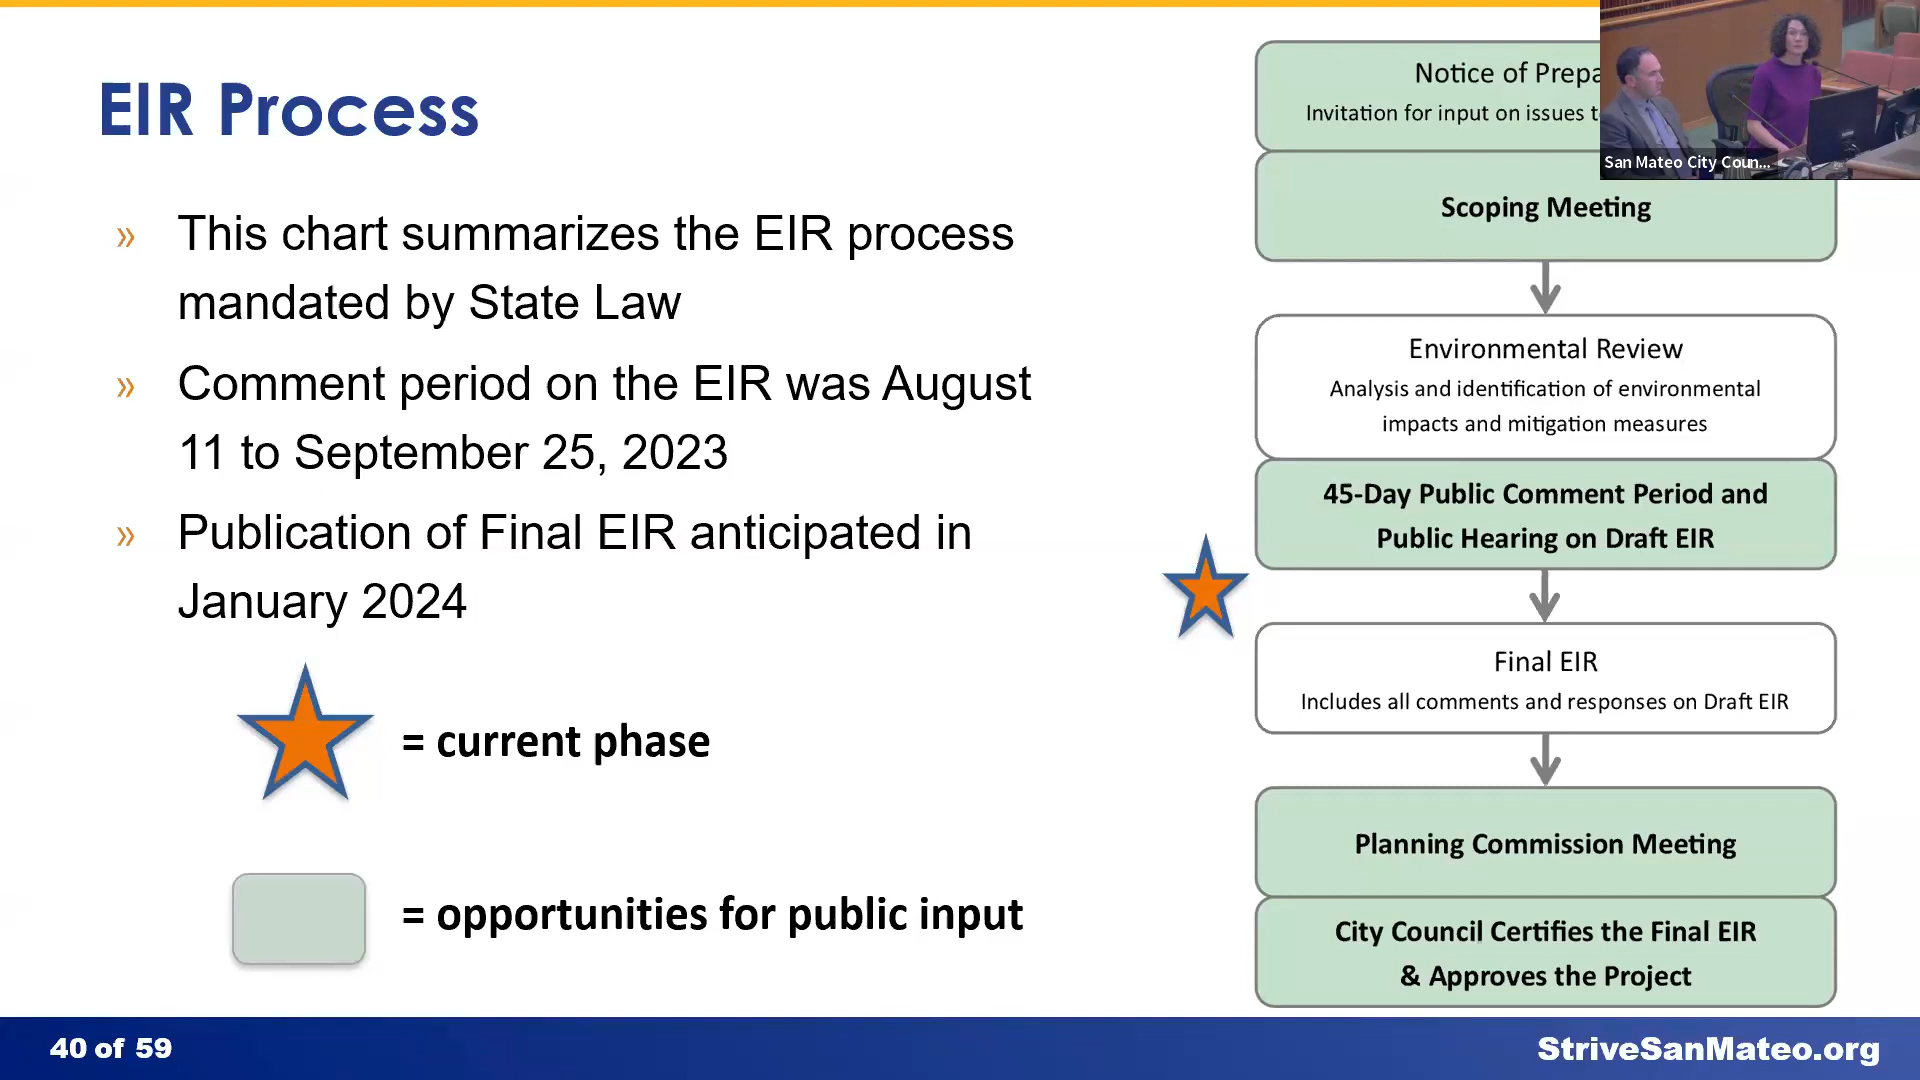 EIR Process
» This chart summarizes the EIR process
mandated by State Law
» Comment period on the EIR was August
11 to September 25, 2023
» Publication of Final EIR anticipated in
January 2024
= current phase
= opportunities for public input
Notice of
Invitation for input on issues
San Mateo City Coun...
Scoping Meeting
Environmental Review
Analysis and identification of environmental
impacts and mitigation measures
45-Day Public Comment Period and
Public Hearing on Draft EIR
Final EIR
Includes all comments and responses on Draft EIR
Planning Commission Meeting
City Council Certifies the Final EIR
& Approves the Project
40 of 59
StriveSanMateo.org